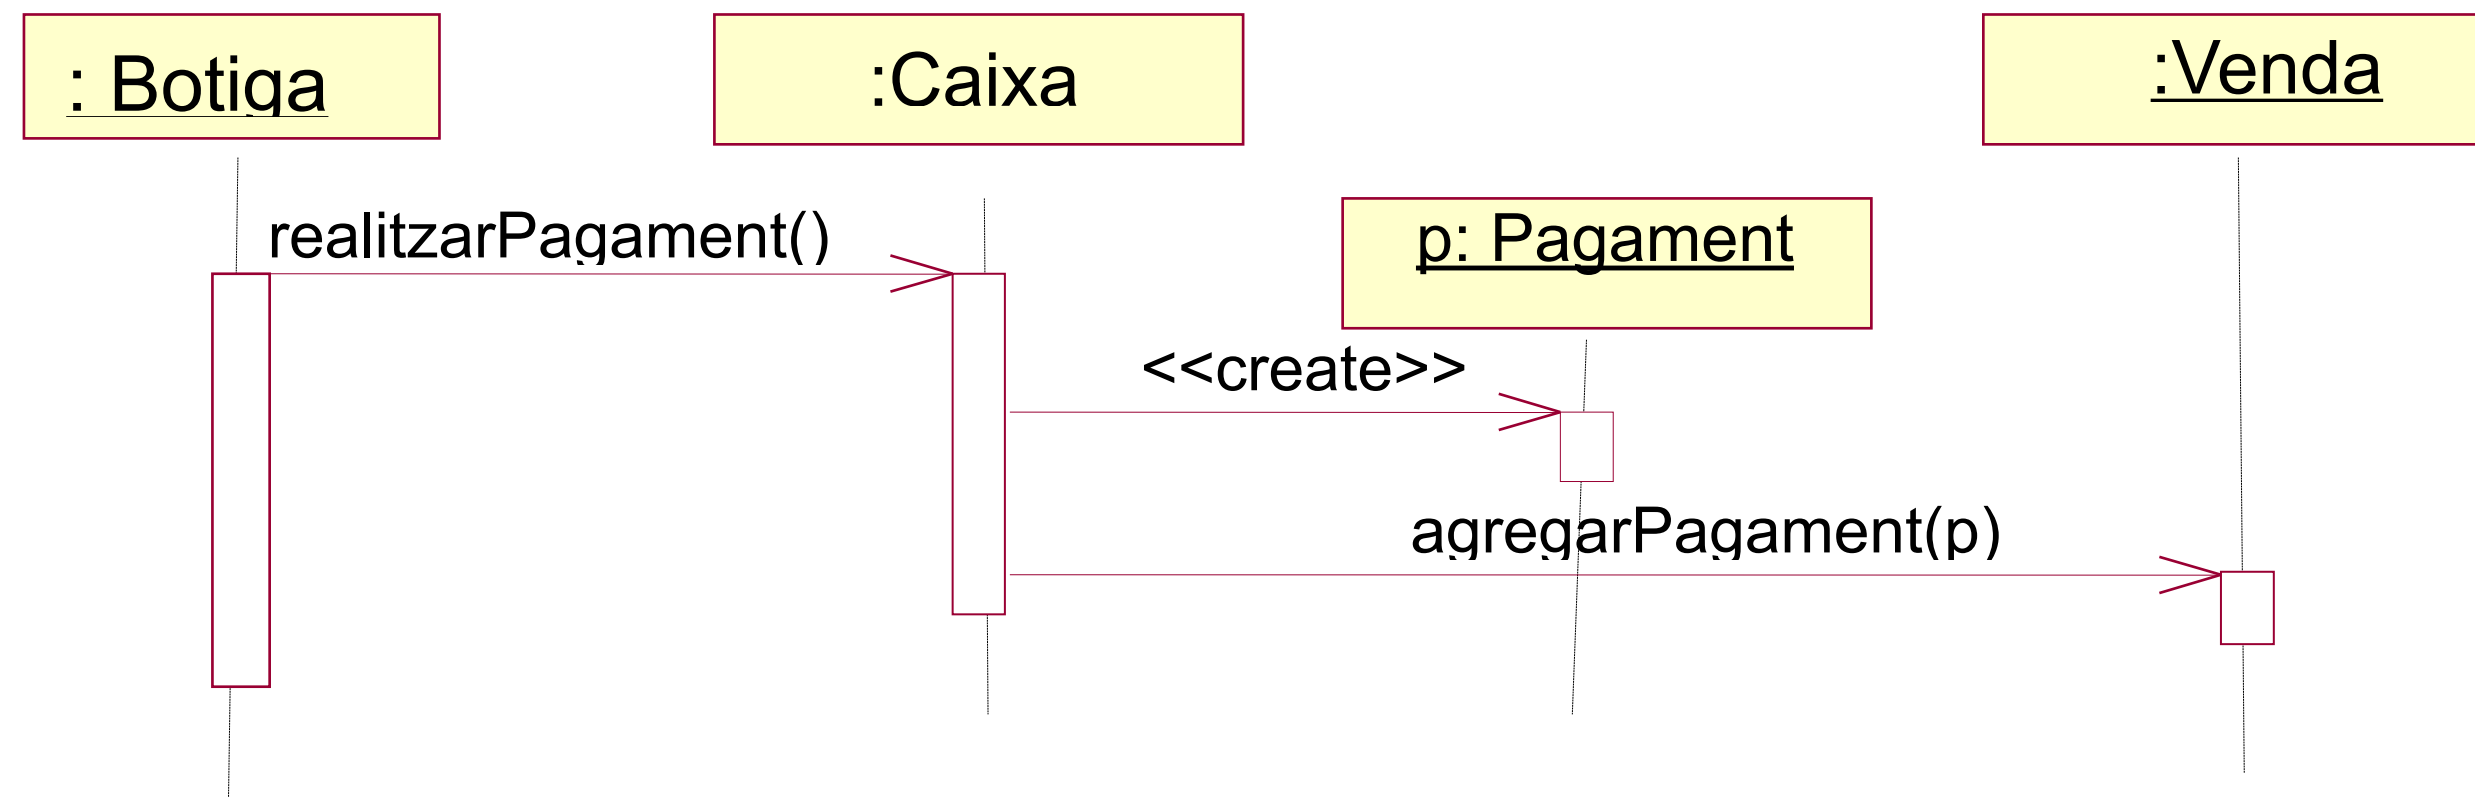 : Botiga
:Caixa
:Venda
realitzarPagament()
p: Pagament
<<create>>
agregarPagament(p)